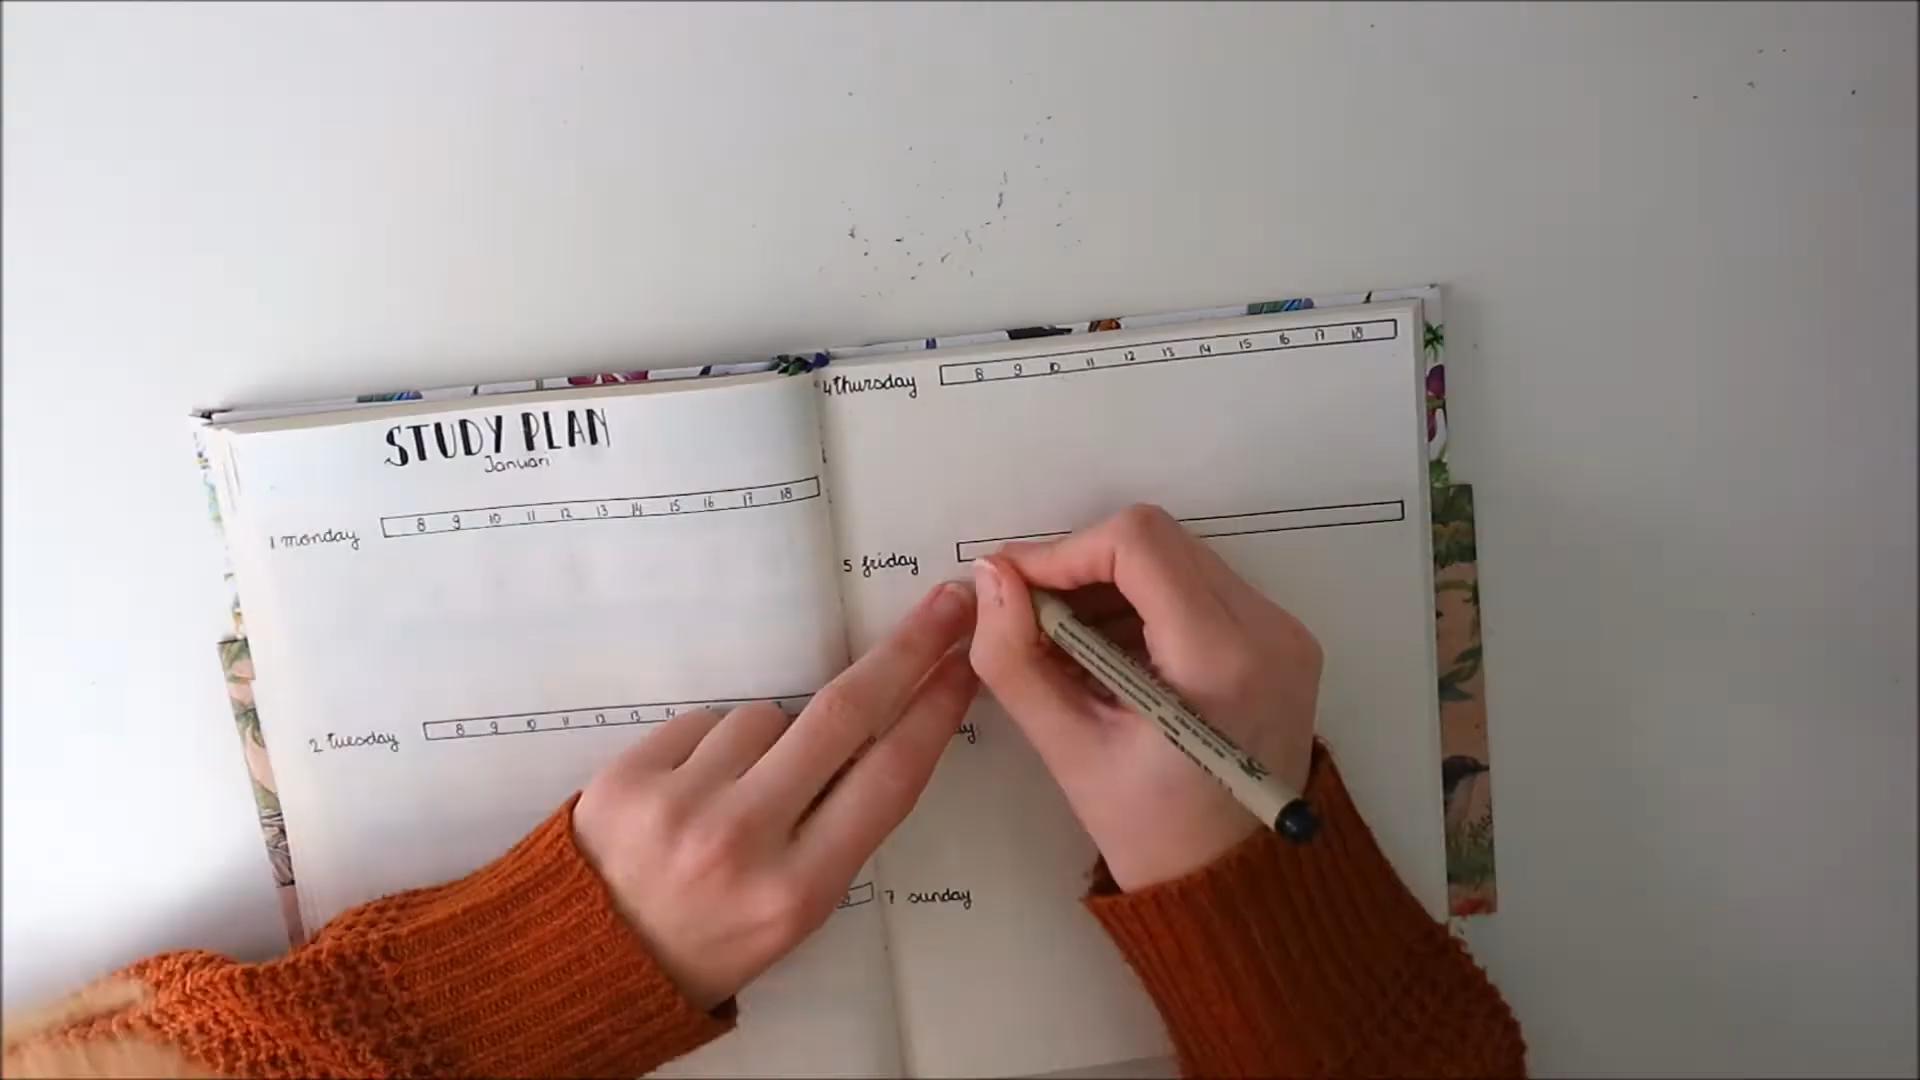 STUDY PLAN
Januari
8 9 10 11 12 13 14 15 16 17 18
1 monday
8 9 10 11 12 13 14
2 tuesday
8 9 10 11 12 13 14 15 16 17 18
4 thursday
5 friday
7 sunday